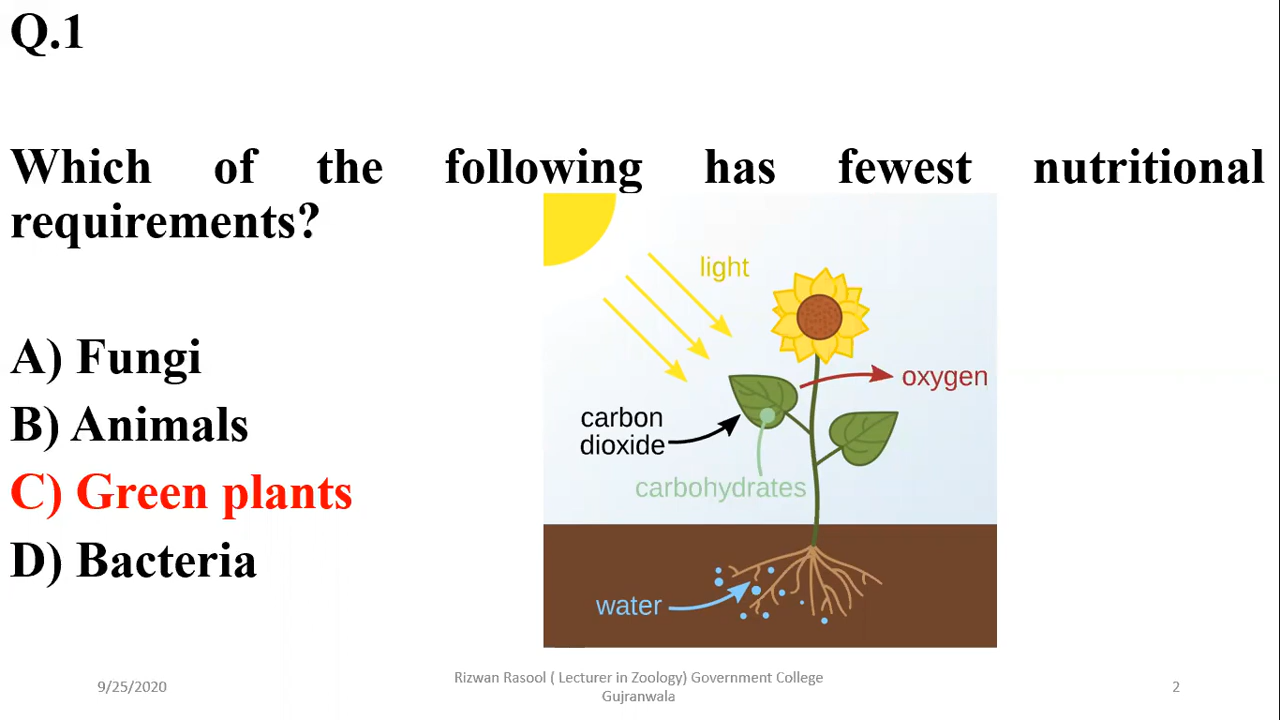 Q.1
Which of the following has fewest nutritional
requirements?
light
A) Fungi
oxygen
carbon
dioxide
B) Animals
carbohydrates
C) Green plants
D) Bacteria
water
9/25/2020
Rizwan Rasool ( Lecturer in Zoology) Government College
Gujranwala
2